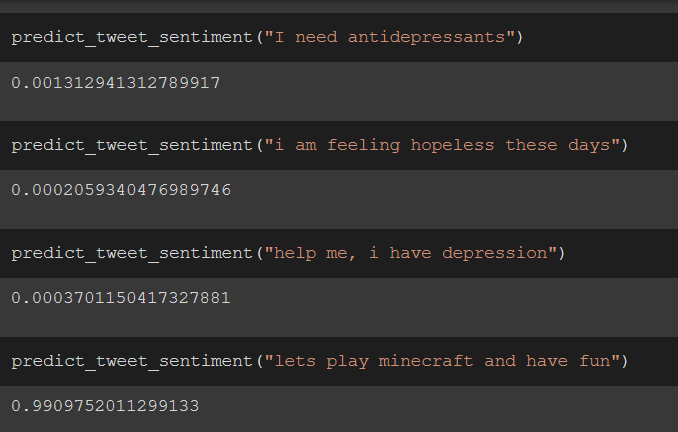 predict_tweet_sentiment("I need antidepressants")
0.001312941312789917
predict_tweet_sentiment("i am feeling hopeless these days")
0.0002059340476989746
predict_tweet_sentiment("help me, i have depression")
0.0003701150417327881
predict_tweet_sentiment("lets play minecraft and have fun")
0.9909752011299133